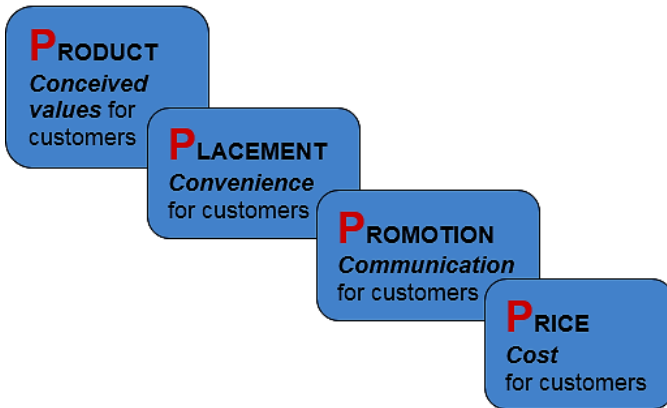 PRODUCT
Conceived
values for
customers
PLACEMENT
Convenience
for customers
PROMOTION
Communication
for customers
PRICE
Cost
for customers